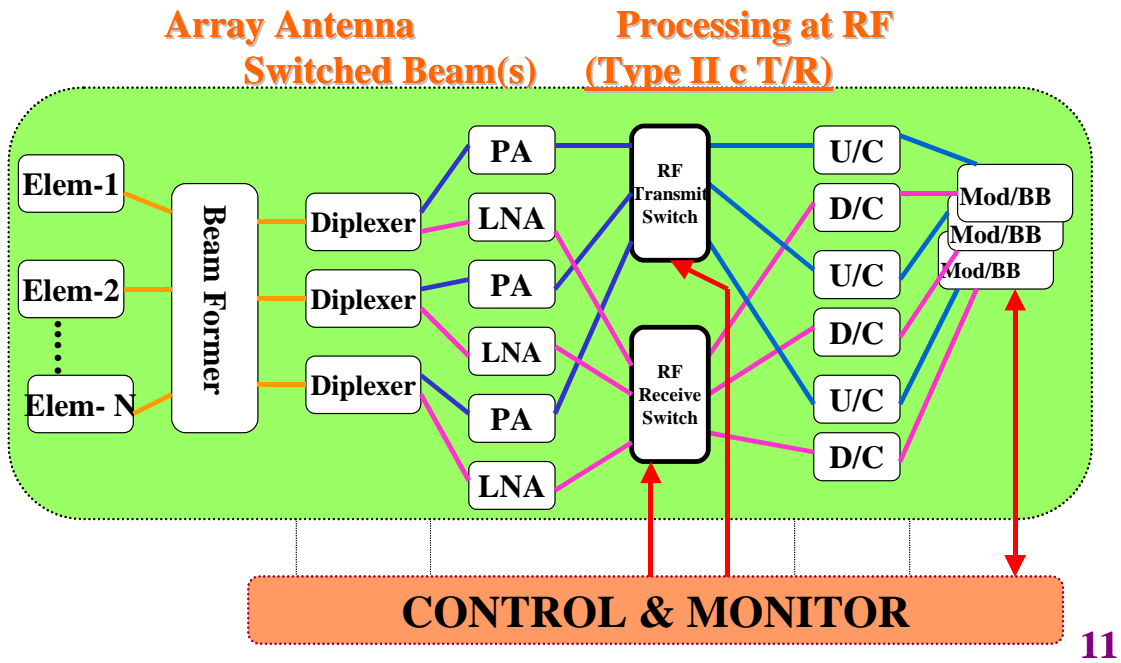 Array Antenna Processing at RF
Switched Beam(s) (Type II c T/R)
Elem-1
Elem-2
Elem- N
Beam Former
Diplexer
Diplexer
Diplexer
PA
LNA
PA
LNA
PA
LNA
RF
Transmit
Switch
RF
Receive
Switch
U/C
D/C
U/C
D/C
U/C
D/C
Mod/BB
Mod/BB
Mod/BB
CONTROL & MONITOR
11